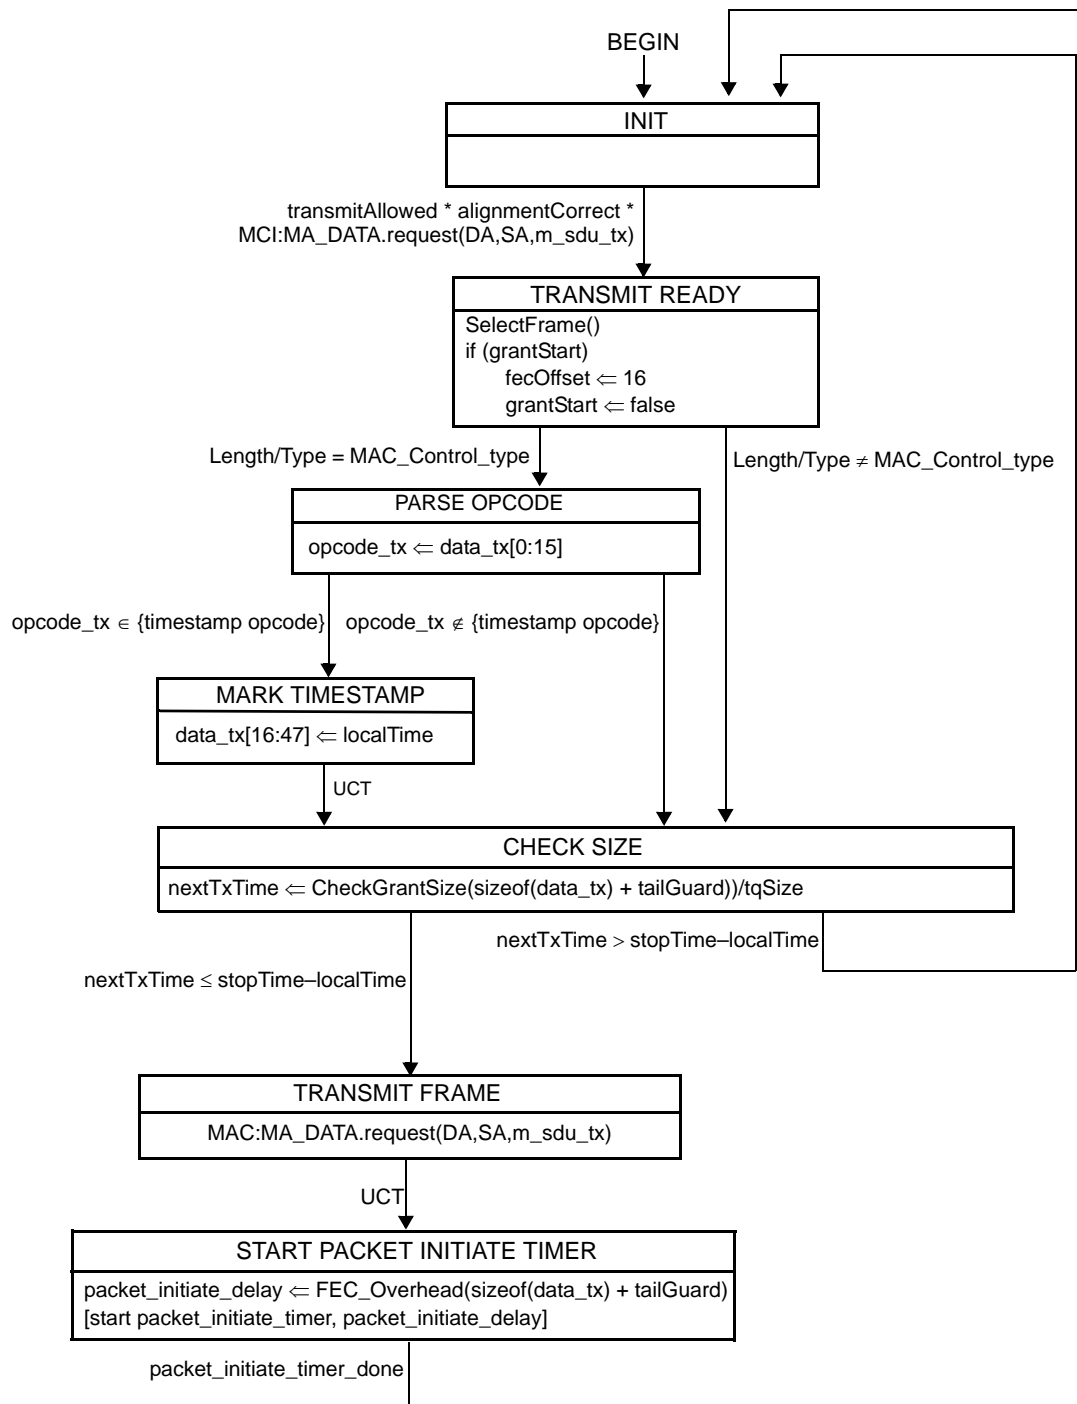 BEGIN
INIT
transmitAllowed * alignmentCorrect *
MCI:MA_DATA.request(DA,SA,m_sdu_tx)
TRANSMIT READY
SelectFrame()
if (grantStart)
fecOffset ⇐ 16
grantStart ⇐ false
Length/Type = MAC_Control_type
Length/Type ≠ MAC_Control_type
PARSE OPCODE
opcode_tx ⇐ data_tx[0:15]
opcode_tx ∈ {timestamp opcode}
opcode_tx ∉ {timestamp opcode}
MARK TIMESTAMP
data_tx[16:47] ⇐ localTime
UCT
CHECK SIZE
nextTxTime ⇐ CheckGrantSize(sizeof(data_tx) + tailGuard))/tqSize
nextTxTime > stopTime–localTime
nextTxTime ≤ stopTime–localTime
TRANSMIT FRAME
MAC:MA_DATA.request(DA,SA,m_sdu_tx)
UCT
START PACKET INITIATE TIMER
packet_initiate_delay ⇐ FEC_Overhead(sizeof(data_tx) + tailGuard)
[start packet_initiate_timer, packet_initiate_delay]
packet_initiate_timer_done